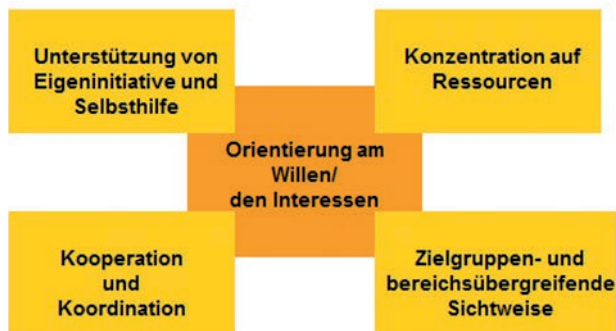 Unterstützung von
Eigeninitiative und
Selbsthilfe
Konzentration auf
Ressourcen
Orientierung am
Willen/
den Interessen
Kooperation
und
Koordination
Zielgruppen- und
bereichsübergreifende
Sichtweise